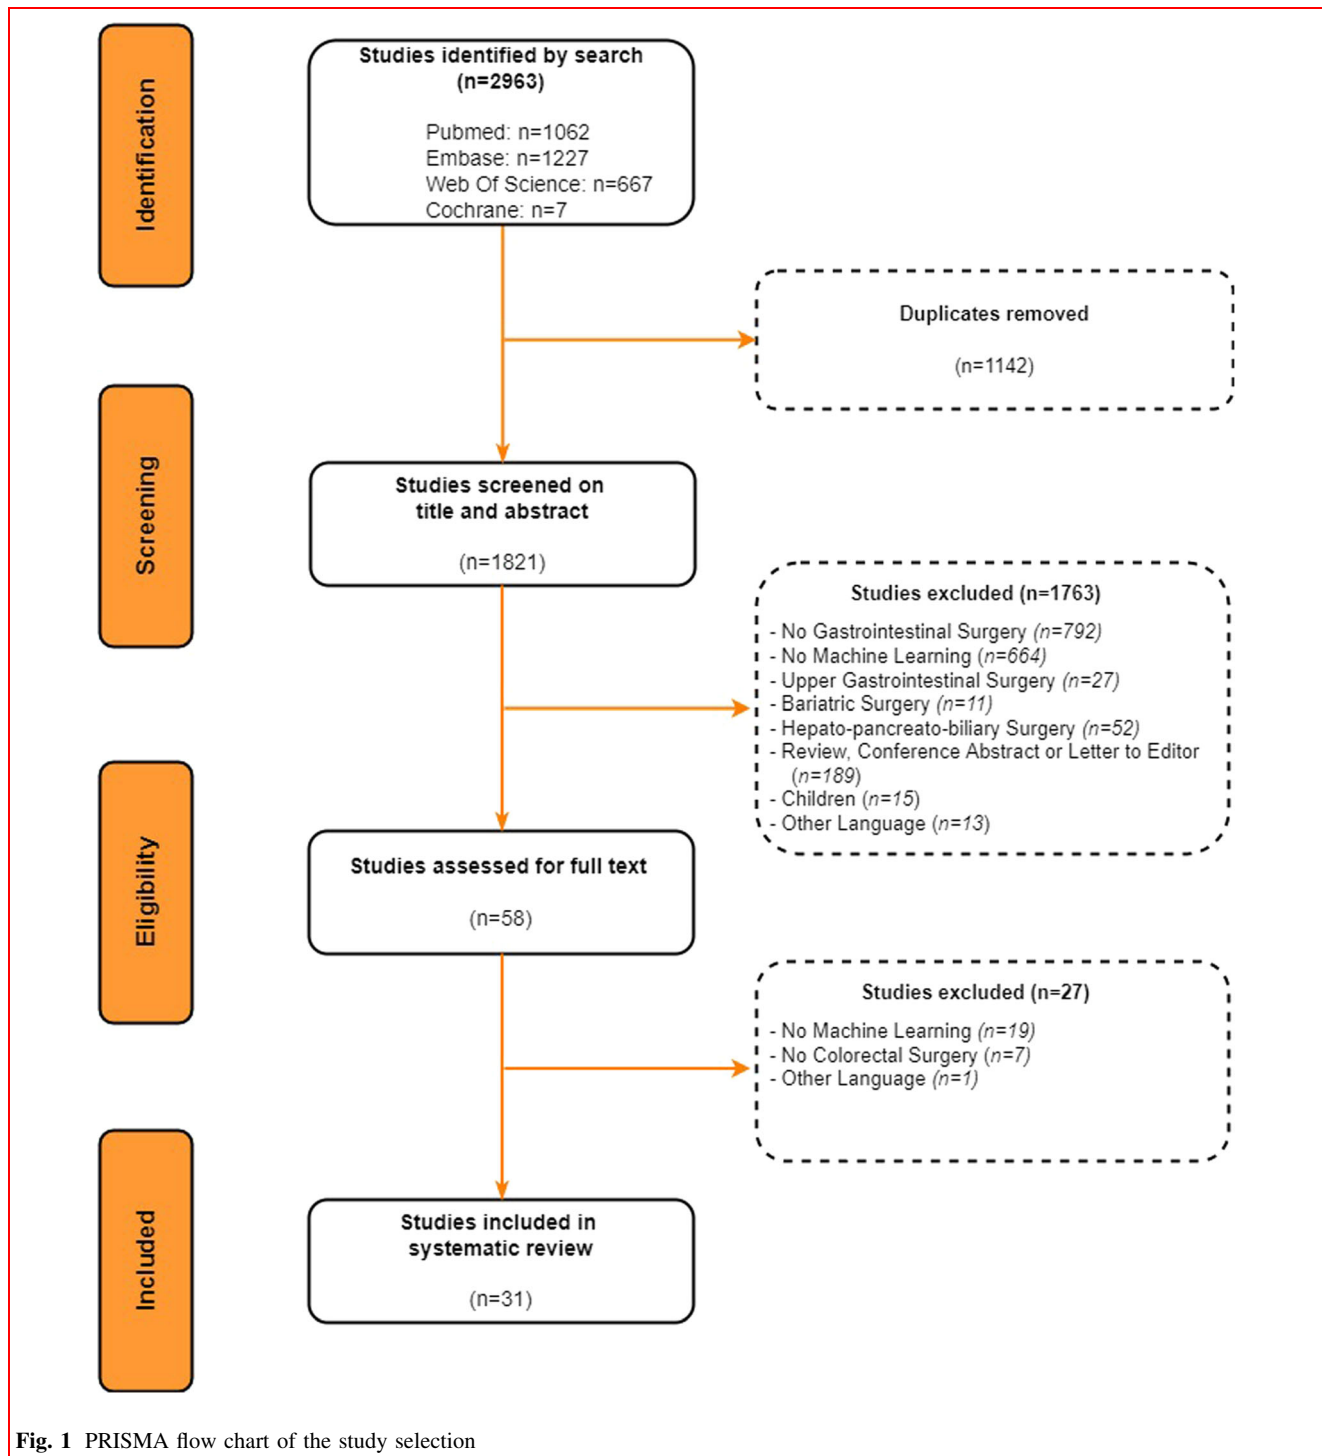 Identification
Studies identified by search
(n=2963)
Pubmed: n=1062
Embase: n=1227
Web Of Science: n=667
Cochrane: n=7
Duplicates removed
(n=1142)
Screening
Studies screened on
title and abstract
(n=1821)
Studies excluded (n=1763)
- No Gastrointestinal Surgery (n=792)
- No Machine Learning (n=664)
- Upper Gastrointestinal Surgery (n=27)
- Bariatric Surgery (n=11)
- Hepato-pancreato-biliary Surgery (n=52)
- Review, Conference Abstract or Letter to Editor
(n=189)
- Children (n=15)
- Other Language (n=13)
Eligibility
Studies assessed for full text
(n=58)
Studies excluded (n=27)
- No Machine Learning (n=19)
- No Colorectal Surgery (n=7)
- Other Language (n=1)
Included
Studies included in
systematic review
(n=31)
Fig. 1 PRISMA flow chart of the study selection